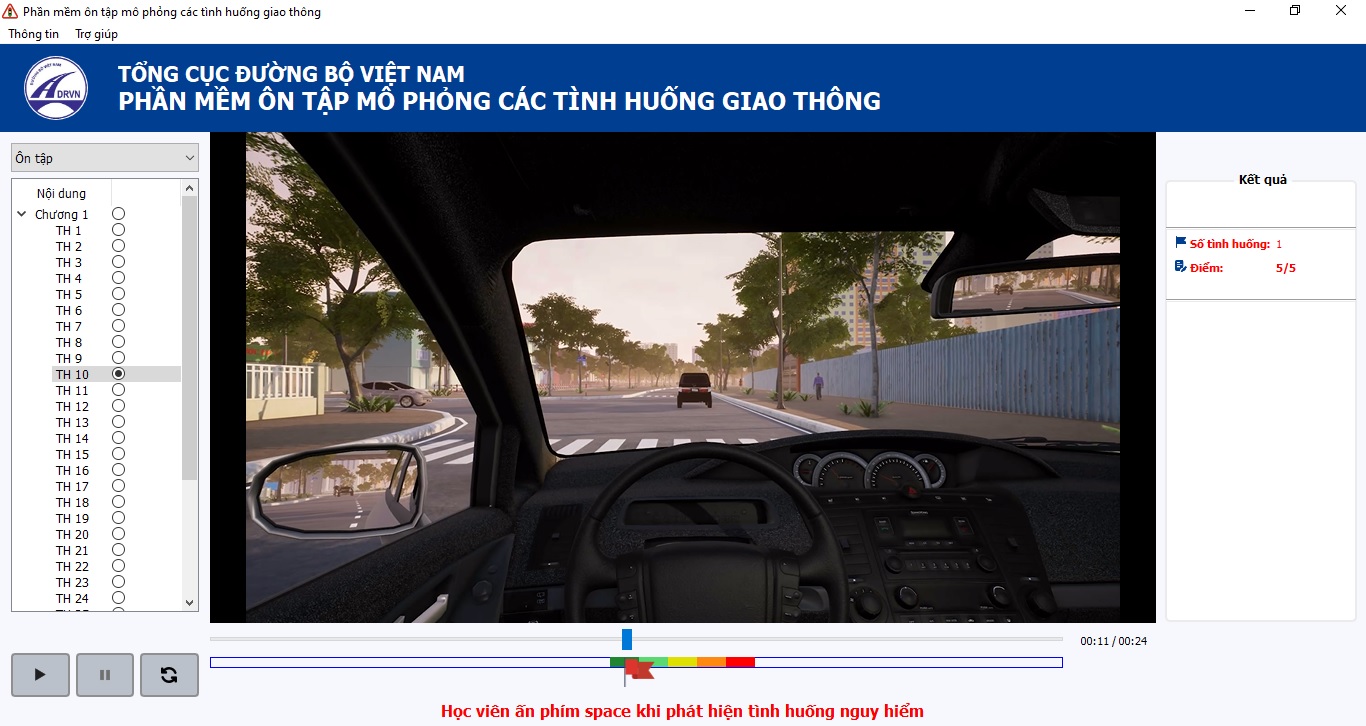 Phần mềm ôn tập mô phỏng các tình huống giao thông
Thông tin Trợ giúp
ĐƯỜNG BỘ VIỆT NAM
DRVN
TỔNG CỤC ĐƯỜNG BỘ VIỆT NAM
PHẦN MỀM ÔN TẬP MÔ PHỎNG CÁC TÌNH HUỐNG GIAO THÔNG
Ôn tập
Nội dung
Chương 1
TH 1
TH 2
TH 3
TH 4
TH 5
TH 6
TH 7
TH 8
TH 9
TH 10
TH 11
TH 12
TH 13
TH 14
TH 15
TH 16
TH 17
TH 18
TH 19
TH 20
TH 21
TH 22
TH 23
TH 24
Kết quả
Số tình huống: 1
Điểm: 5/5
00:11 / 00:24
Học viên ấn phím space khi phát hiện tình huống nguy hiểm